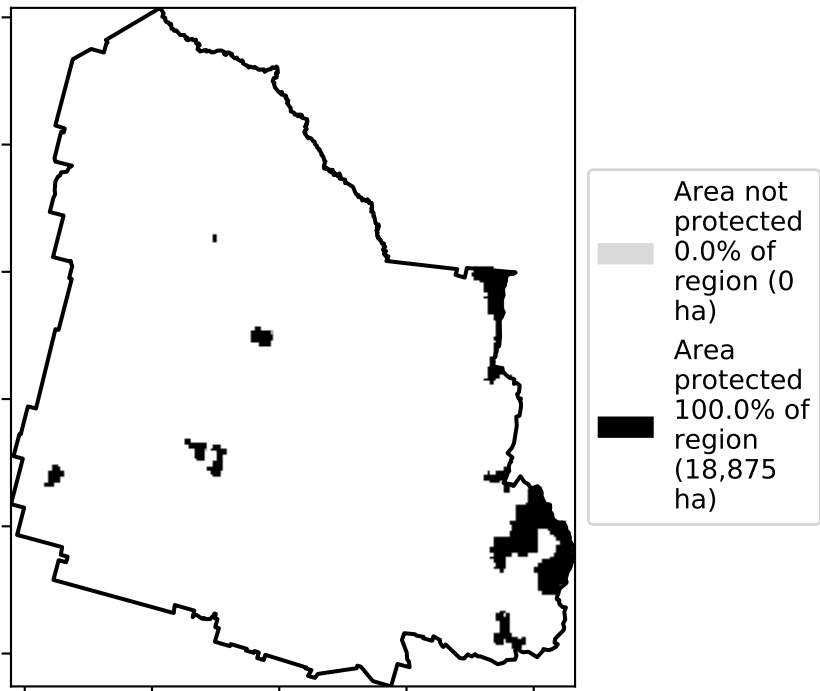 Area not
protected
0.0% of
region (0
ha)
Area
protected
100.0% of
region
(18,875
ha)